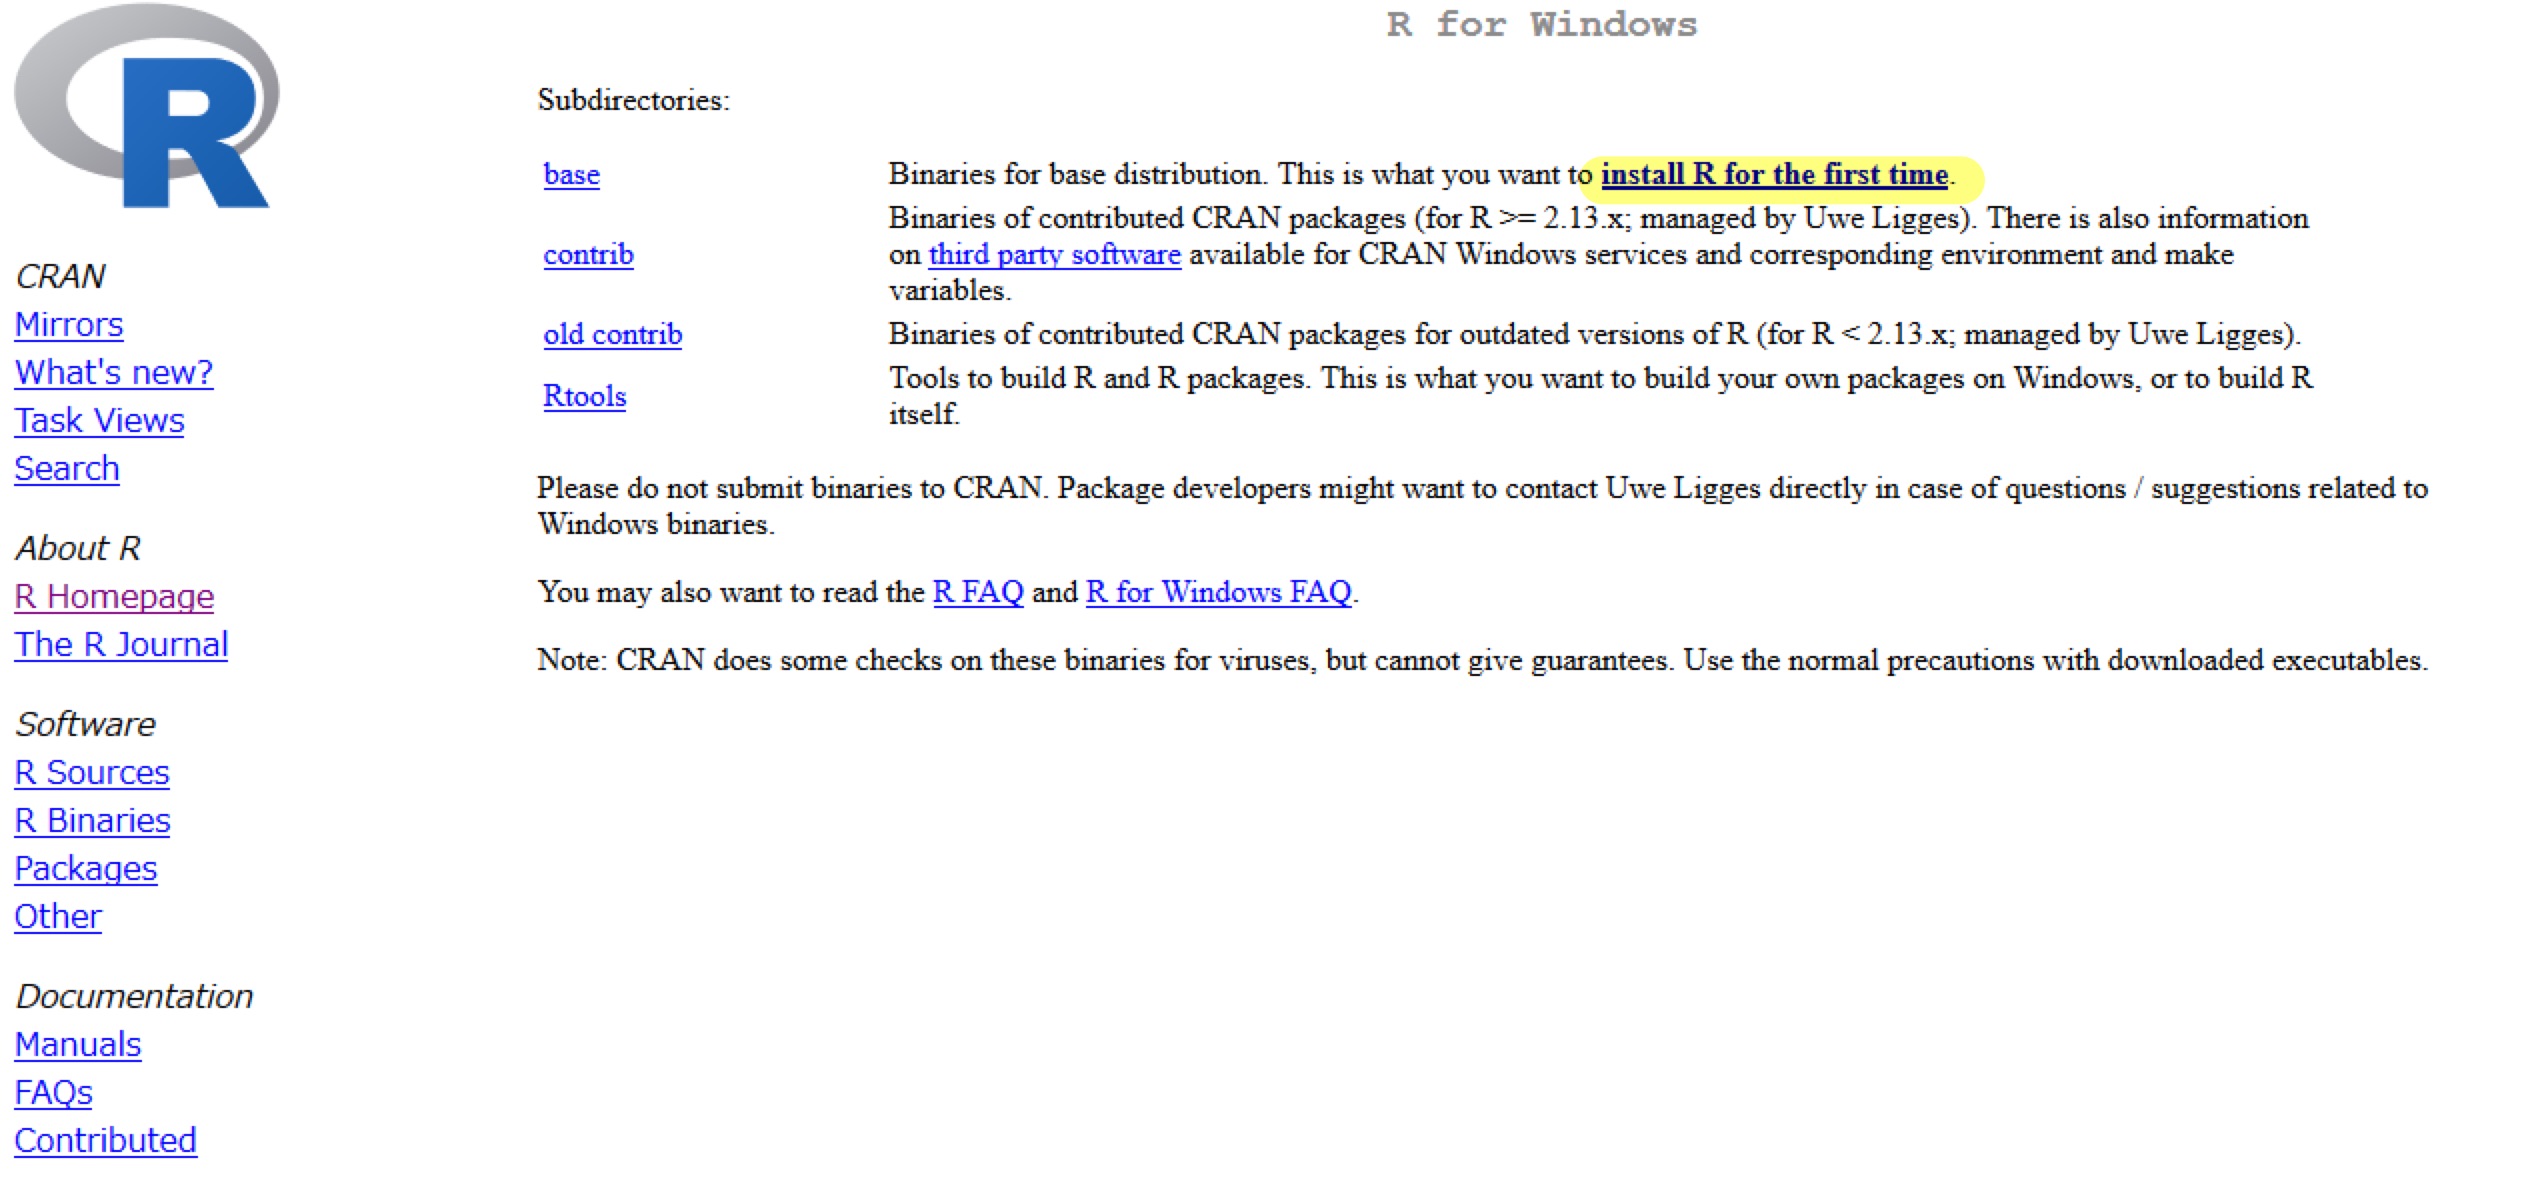 R
CRAN
Mirrors
What's new?
Task Views
Search
About R
R Homepage
The R Journal
Software
R Sources
R Binaries
Packages
Other
Documentation
Manuals
FAQs
Contributed
R for Windows
Subdirectories:
base
Binaries for base distribution. This is what you want to install R for the first time.
contrib
Binaries of contributed CRAN packages (for R >= 2.13.x; managed by Uwe Ligges). There is also information
on third party software available for CRAN Windows services and corresponding environment and make
variables.
old contrib
Binaries of contributed CRAN packages for outdated versions of R (for R < 2.13.x; managed by Uwe Ligges).
Rtools
Tools to build R and R packages. This is what you want to build your own packages on Windows, or to build R
itself.
Please do not submit binaries to CRAN. Package developers might want to contact Uwe Ligges directly in case of questions / suggestions related to
Windows binaries.
You may also want to read the R FAQ and R for Windows FAQ.
Note: CRAN does some checks on these binaries for viruses, but cannot give guarantees. Use the normal precautions with downloaded executables.